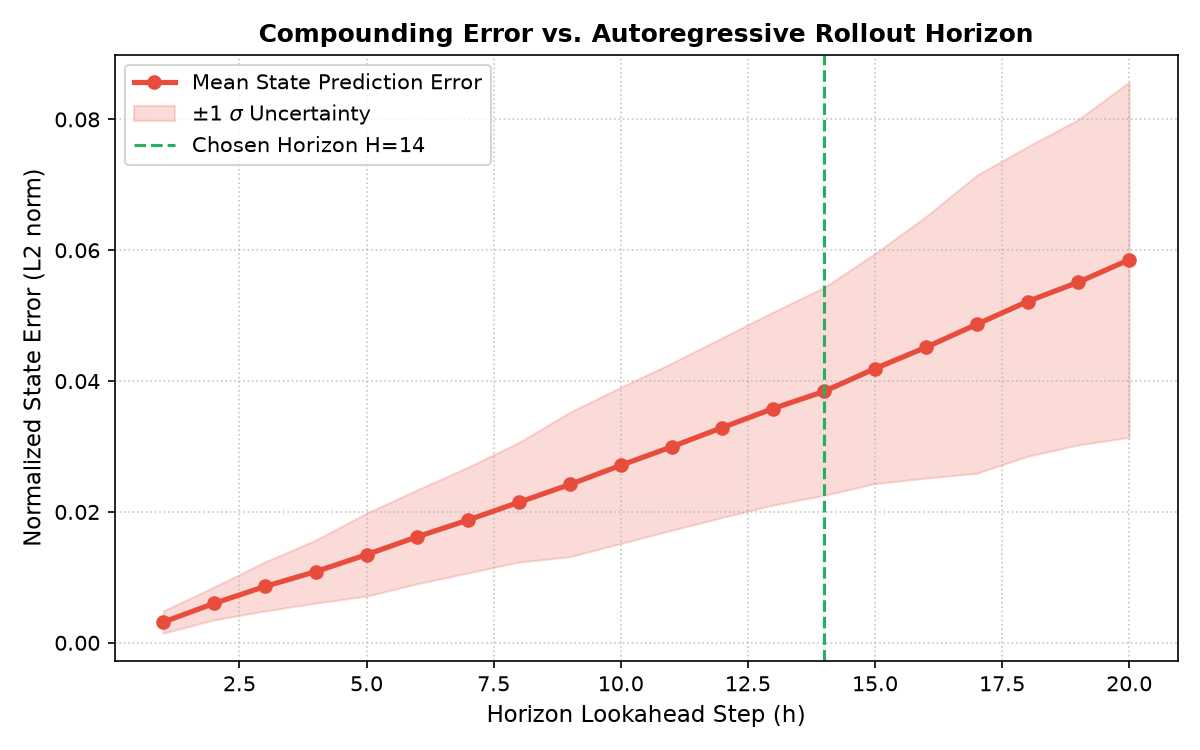 Compounding Error vs. Autoregressive Rollout Horizon
Mean State Prediction Error
±1 σ Uncertainty
Chosen Horizon H=14
Normalized State Error (L2 norm)
0.08
0.06
0.04
0.02
0.00
2.5 5.0 7.5 10.0 12.5 15.0 17.5 20.0
Horizon Lookahead Step (h)